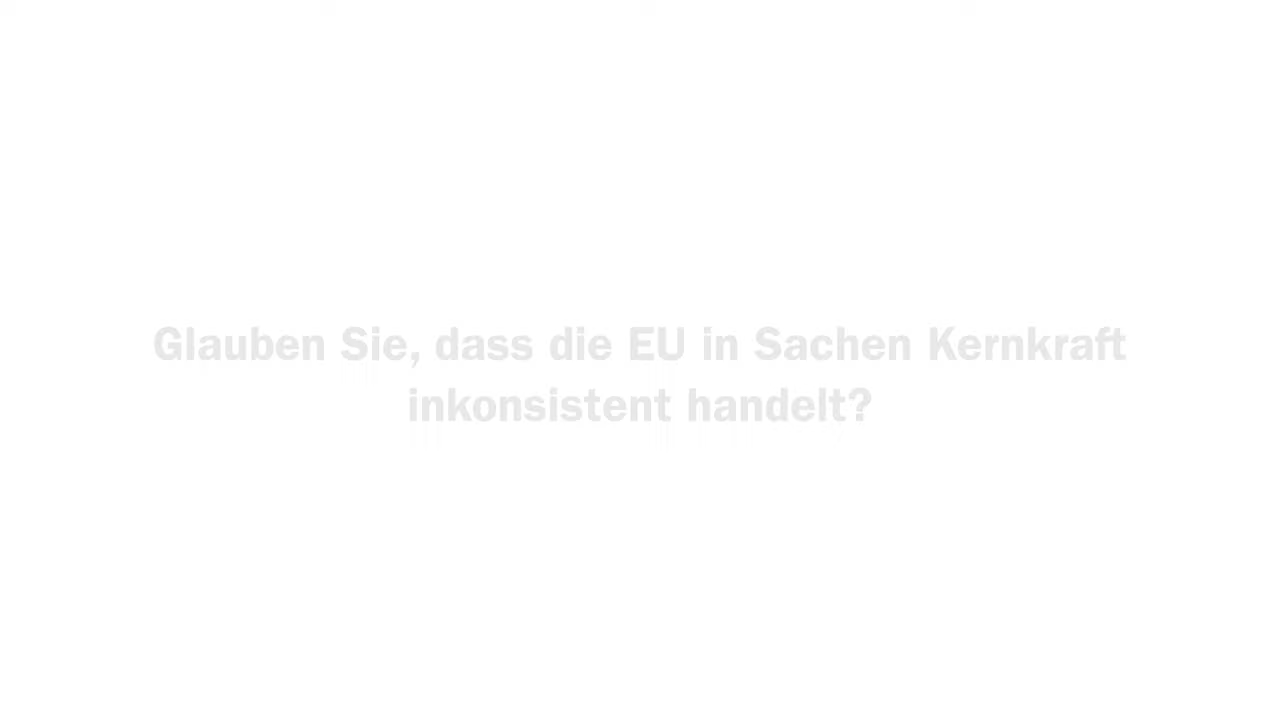 Glauben Sie, dass die EU in Sachen Kernkraft
inkonsistent handelt?